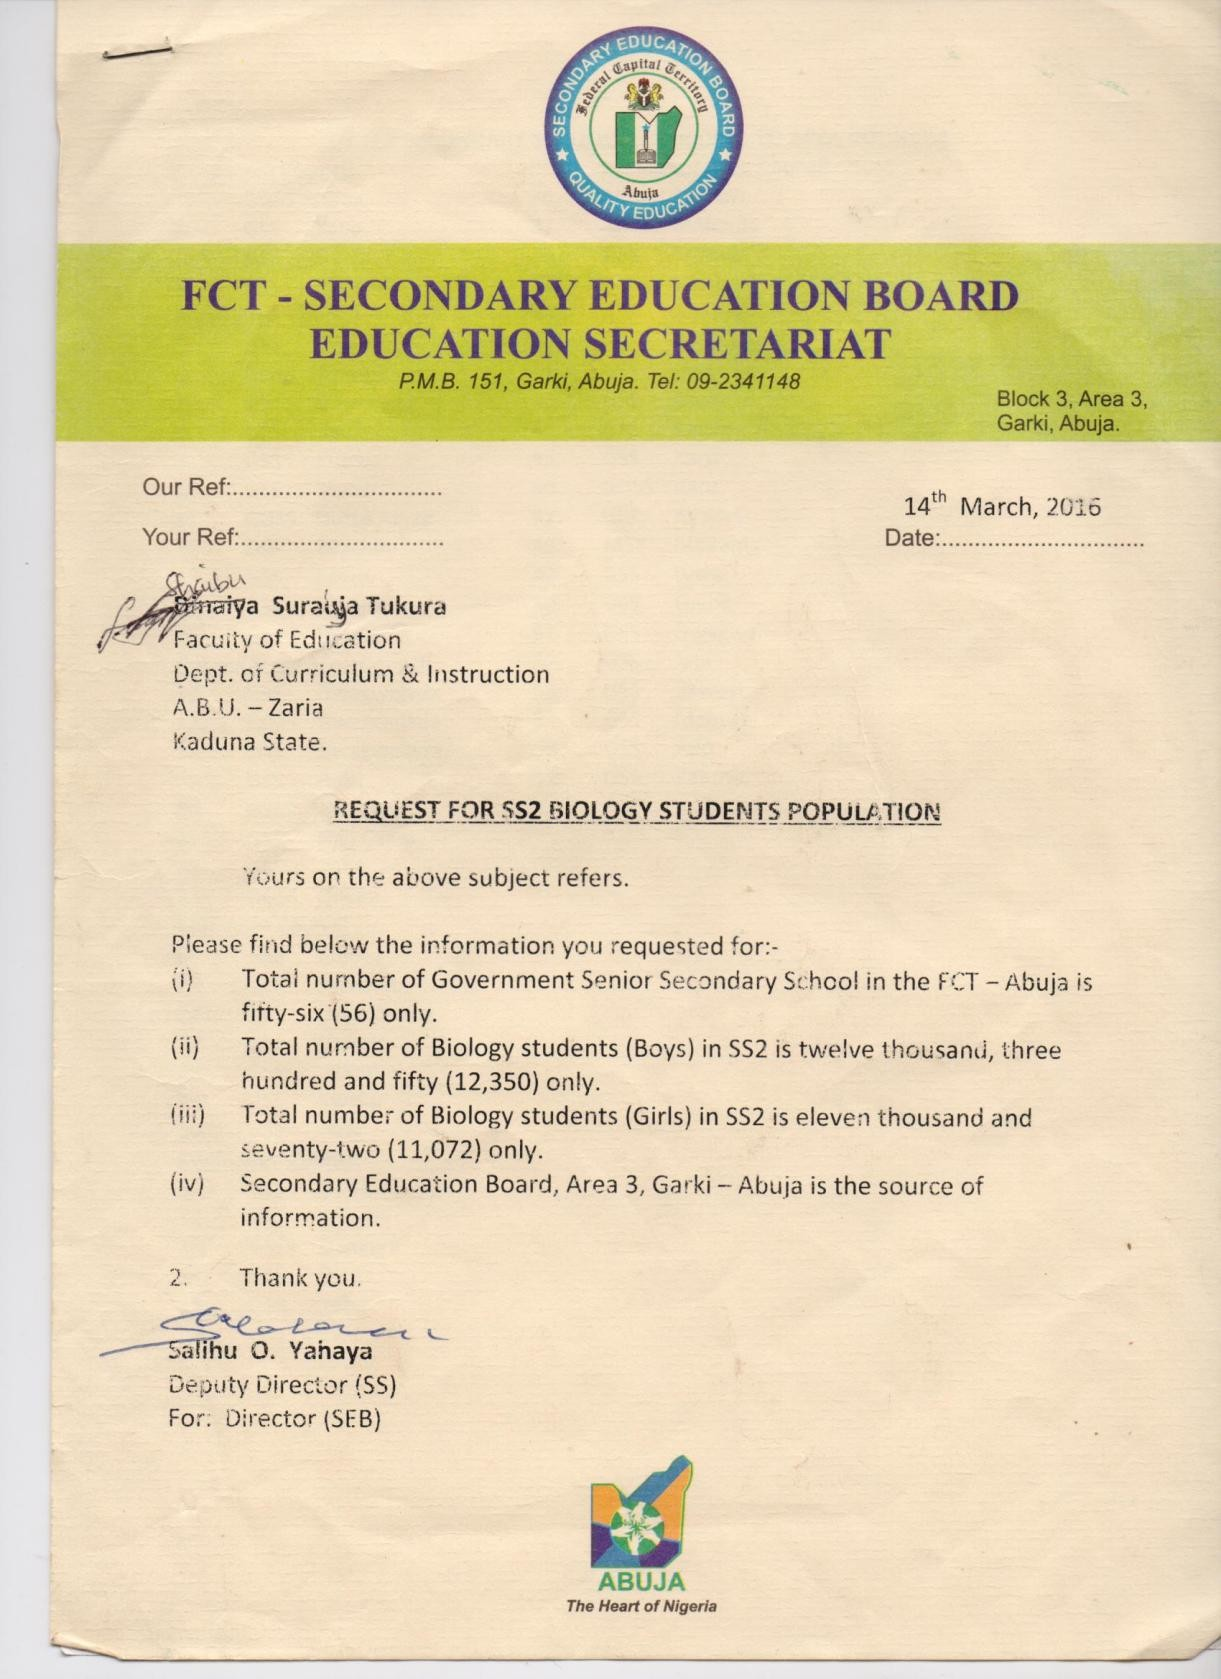 SECONDARY EDUCATION BOARD
Federal Capital Territory
Abuja
QUALITY EDUCATION
FCT - SECONDARY EDUCATION BOARD
EDUCATION SECRETARIAT
P.M.B. 151, Garki, Abuja. Tel: 09-2341148
Block 3, Area 3,
Garki, Abuja.
Our Ref:................................
14th March, 2016
Your Ref:...............................
Date:...............................
Shaibu
Binaiya Surauja Tukura
Faculty of Education
Dept. of Curriculum & Instruction
A.B.U. – Zaria
Kaduna State.
REQUEST FOR SS2 BIOLOGY STUDENTS POPULATION
Yours on the above subject refers.
Please find below the information you requested for:-
(i) Total number of Government Senior Secondary School in the FCT – Abuja is
fifty-six (56) only.
(ii) Total number of Biology students (Boys) in SS2 is twelve thousand, three
hundred and fifty (12,350) only.
(iii) Total number of Biology students (Girls) in SS2 is eleven thousand and
seventy-two (11,072) only.
(iv) Secondary Education Board, Area 3, Garki – Abuja is the source of
information.
2. Thank you.
Salihu O. Yahaya
Deputy Director (SS)
For: Director (SEB)
ABUJA
The Heart of Nigeria